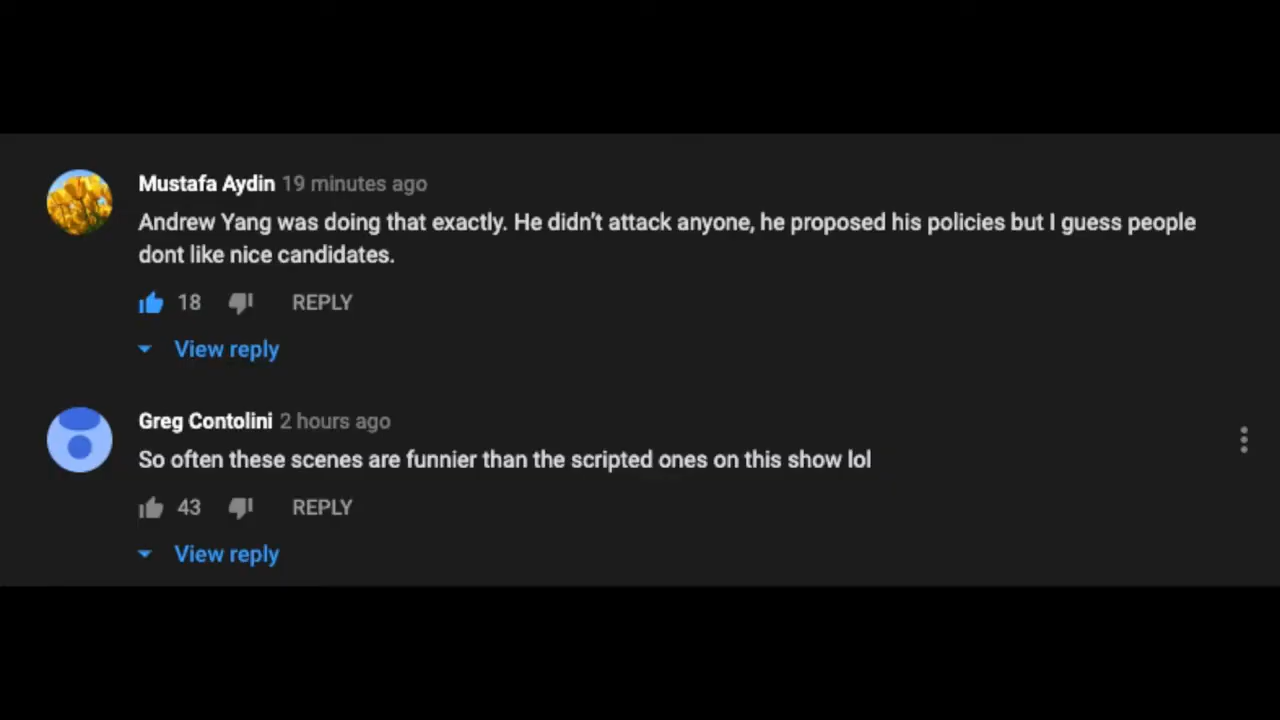 Mustafa Aydin 19 minutes ago
Andrew Yang was doing that exactly. He didn't attack anyone, he proposed his policies but I guess people
dont like nice candidates.
18 REPLY
View reply
Greg Contolini 2 hours ago
So often these scenes are funnier than the scripted ones on this show lol
43 REPLY
View reply